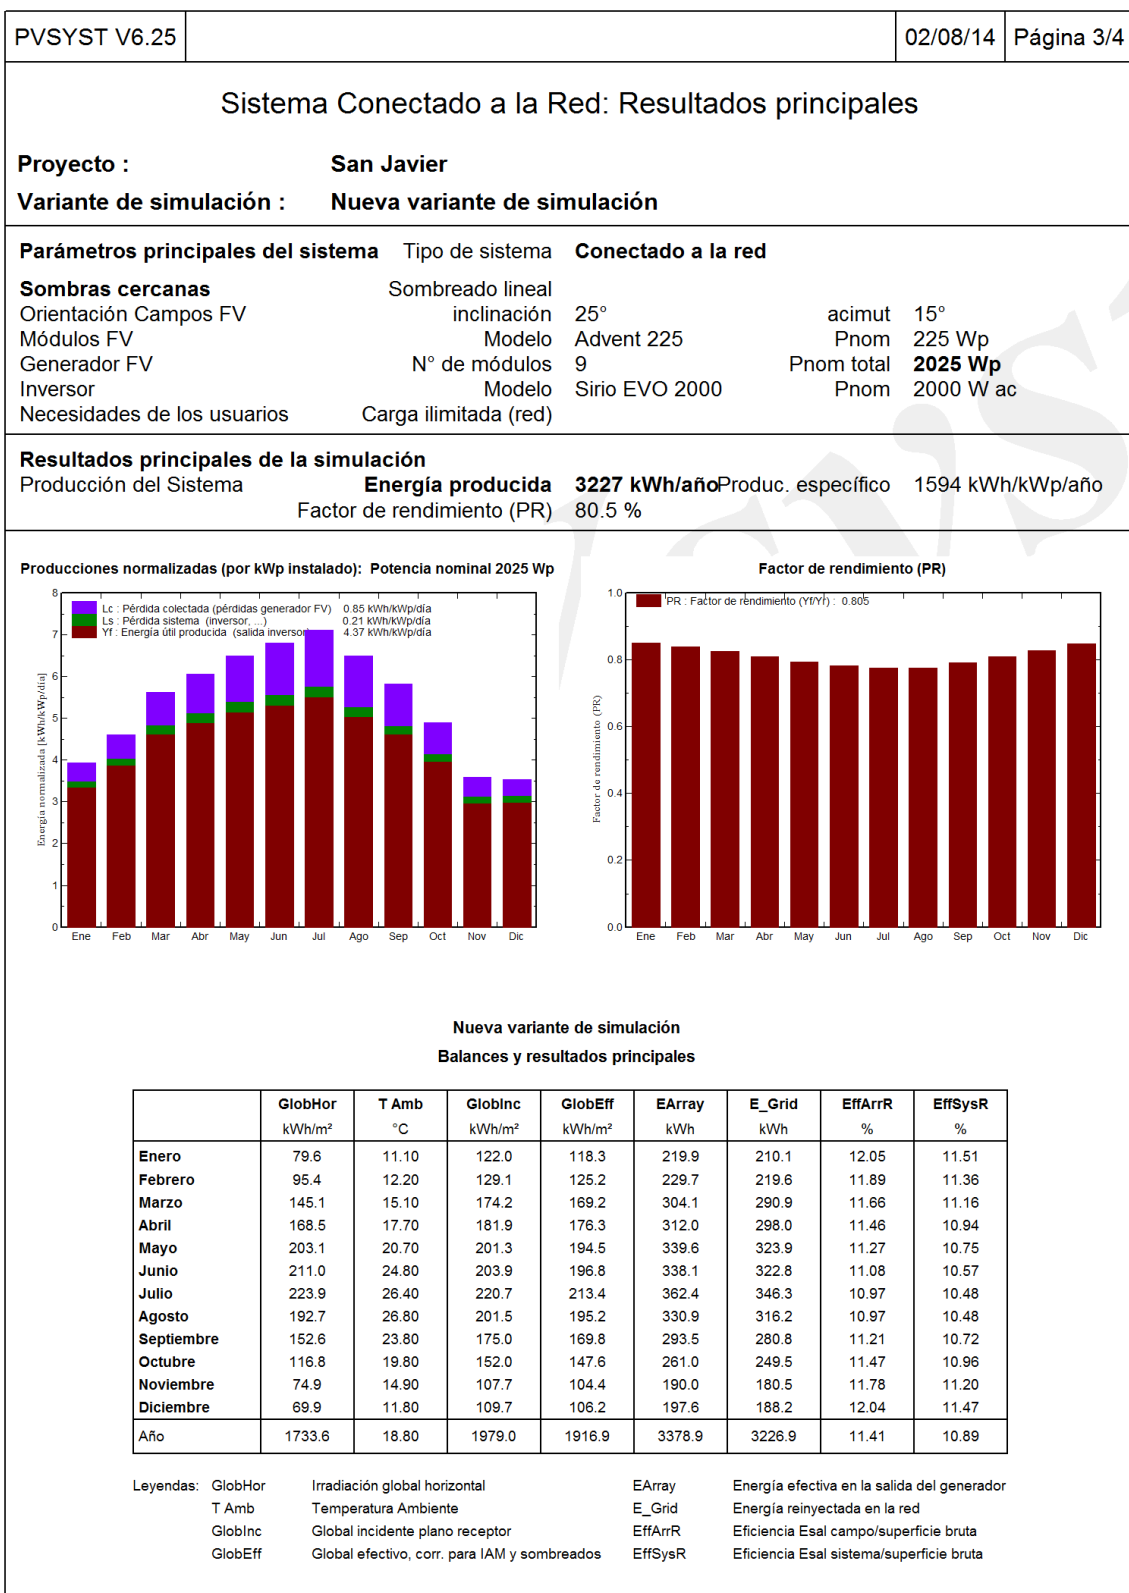 PVSYST V6.25 02/08/14 Página 3/4
Sistema Conectado a la Red: Resultados principales
Proyecto : San Javier
Variante de simulación : Nueva variante de simulación
Parámetros principales del sistema Tipo de sistema Conectado a la red
Sombras cercanas Sombreado lineal
Orientación Campos FV inclinación 25° acimut 15°
Módulos FV Modelo Advent 225 Pnom 225 Wp
Generador FV N° de módulos 9 Pnom total 2025 Wp
Inversor Modelo Sirio EVO 2000 Pnom 2000 W ac
Necesidades de los usuarios Carga ilimitada (red)
Resultados principales de la simulación
Producción del Sistema Energía producida 3227 kWh/año Produc. específico 1594 kWh/kWp/año
Factor de rendimiento (PR) 80.5 %
Producciones normalizadas (por kWp instalado): Potencia nominal 2025 Wp
Lc : Pérdida colectada (pérdidas generador FV) 0.85 kWh/kWp/día
Ls : Pérdida sistema (inversor, ...) 0.21 kWh/kWp/día
Yf : Energía útil producida (salida inversor) 4.37 kWh/kWp/día
Energía normalizada [kWh/kWp/día]
8
7
6
5
4
3
2
1
0
Ene Feb Mar Abr May Jun Jul Ago Sep Oct Nov Dic
Factor de rendimiento (PR)
PR : Factor de rendimiento (Yf/Yr) : 0.805
Factor de rendimiento (PR)
1.0
0.8
0.6
0.4
0.2
0.0
Ene Feb Mar Abr May Jun Jul Ago Sep Oct Nov Dic
Nueva variante de simulación
Balances y resultados principales
GlobHor T Amb GlobInc GlobEff EArray E_Grid EffArrR EffSysR
kWh/m² °C kWh/m² kWh/m² kWh kWh % %
Enero 79.6 11.10 122.0 118.3 219.9 210.1 12.05 11.51
Febrero 95.4 12.20 129.1 125.2 229.7 219.6 11.89 11.36
Marzo 145.1 15.10 174.2 169.2 304.1 290.9 11.66 11.16
Abril 168.5 17.70 181.9 176.3 312.0 298.0 11.46 10.94
Mayo 203.1 20.70 201.3 194.5 339.6 323.9 11.27 10.75
Junio 211.0 24.80 203.9 196.8 338.1 322.8 11.08 10.57
Julio 223.9 26.40 220.7 213.4 362.4 346.3 10.97 10.48
Agosto 192.7 26.80 201.5 195.2 330.9 316.2 10.97 10.48
Septiembre 152.6 23.80 175.0 169.8 293.5 280.8 11.21 10.72
Octubre 116.8 19.80 152.0 147.6 261.0 249.5 11.47 10.96
Noviembre 74.9 14.90 107.7 104.4 190.0 180.5 11.78 11.20
Diciembre 69.9 11.80 109.7 106.2 197.6 188.2 12.04 11.47
Año 1733.6 18.80 1979.0 1916.9 3378.9 3226.9 11.41 10.89
Leyendas: GlobHor Irradiación global horizontal EArray Energía efectiva en la salida del generador
T Amb Temperatura Ambiente E_Grid Energía reinyectada en la red
GlobInc Global incidente plano receptor EffArrR Eficiencia Esal campo/superficie bruta
GlobEff Global efectivo, corr. para IAM y sombreados EffSysR Eficiencia Esal sistema/superficie bruta